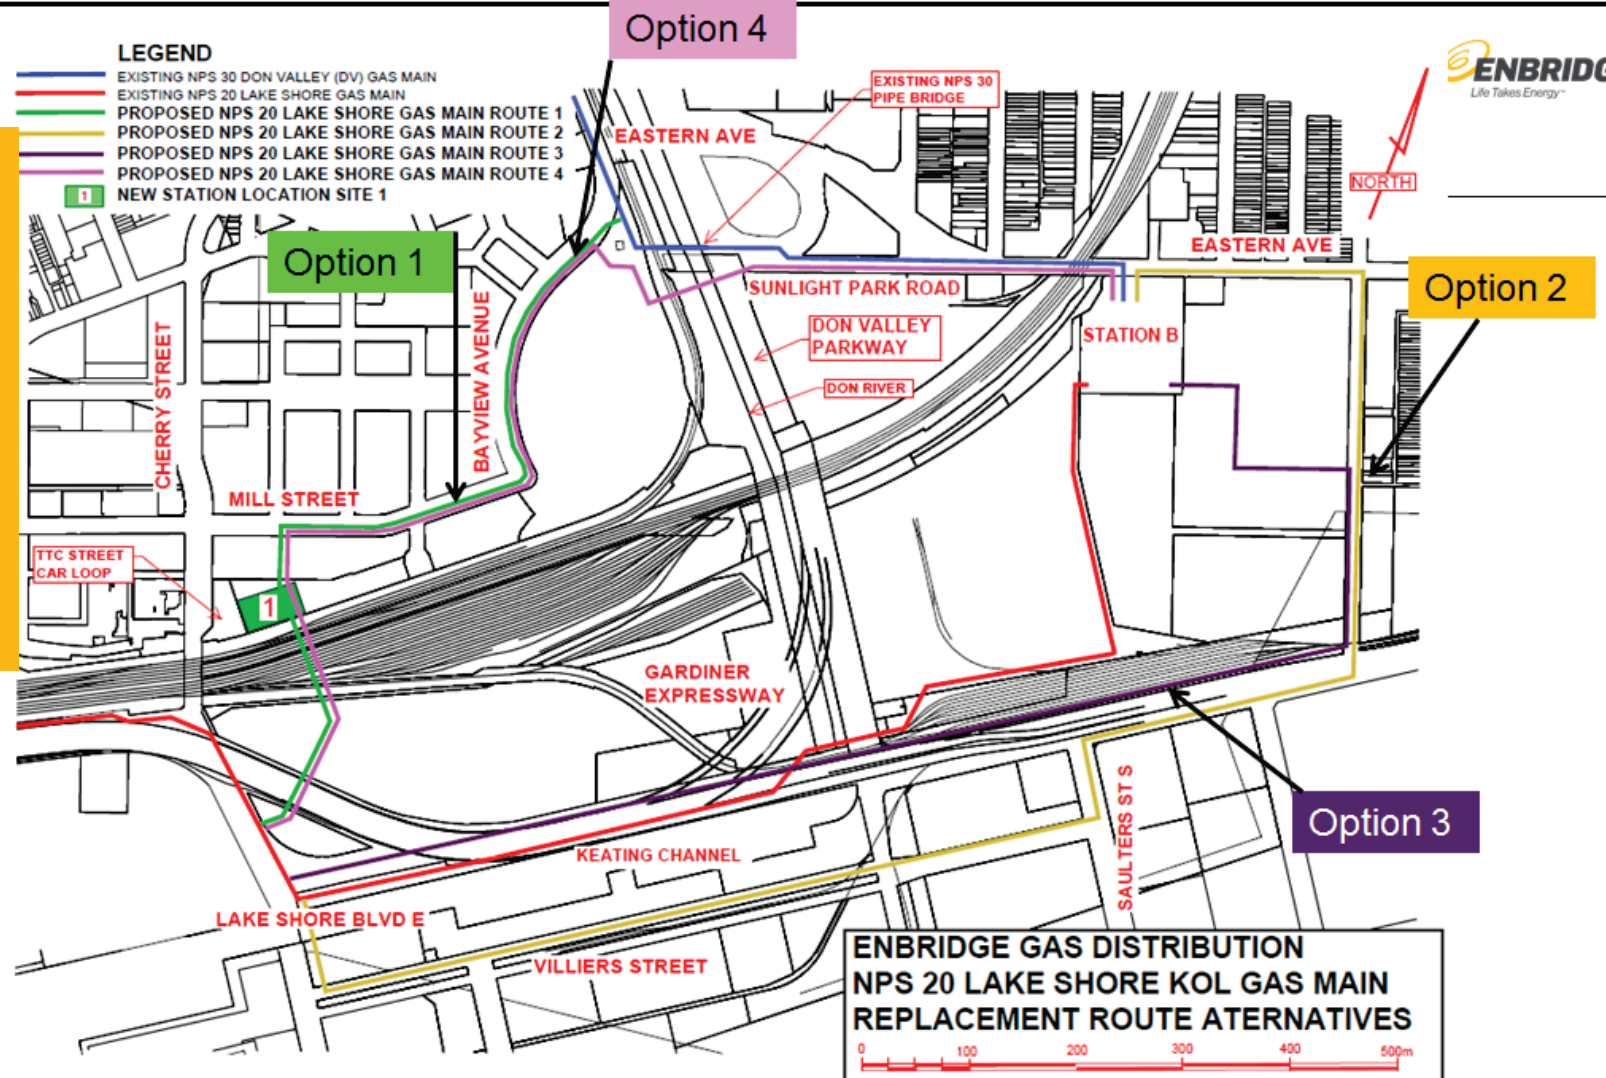 Option 4
LEGEND
EXISTING NPS 30 DON VALLEY (DV) GAS MAIN
EXISTING NPS 20 LAKE SHORE GAS MAIN
PROPOSED NPS 20 LAKE SHORE GAS MAIN ROUTE 1
PROPOSED NPS 20 LAKE SHORE GAS MAIN ROUTE 2
PROPOSED NPS 20 LAKE SHORE GAS MAIN ROUTE 3
PROPOSED NPS 20 LAKE SHORE GAS MAIN ROUTE 4
1 NEW STATION LOCATION SITE 1
ENBRIDG
Life Takes Energy™
EXISTING NPS 30
PIPE BRIDGE
EASTERN AVE
NORTH
EASTERN AVE
Option 1
Option 2
SUNLIGHT PARK ROAD
DON VALLEY
PARKWAY
STATION B
DON RIVER
CHERRY STREET
BAYVIEW AVENUE
MILL STREET
TTC STREET
CAR LOOP
1
GARDINER
EXPRESSWAY
Option 3
SAULTERS ST S
KEATING CHANNEL
LAKE SHORE BLVD E
VILLIERS STREET
ENBRIDGE GAS DISTRIBUTION
NPS 20 LAKE SHORE KOL GAS MAIN
REPLACEMENT ROUTE ATERNATIVES
0 100 200 300 400 500m